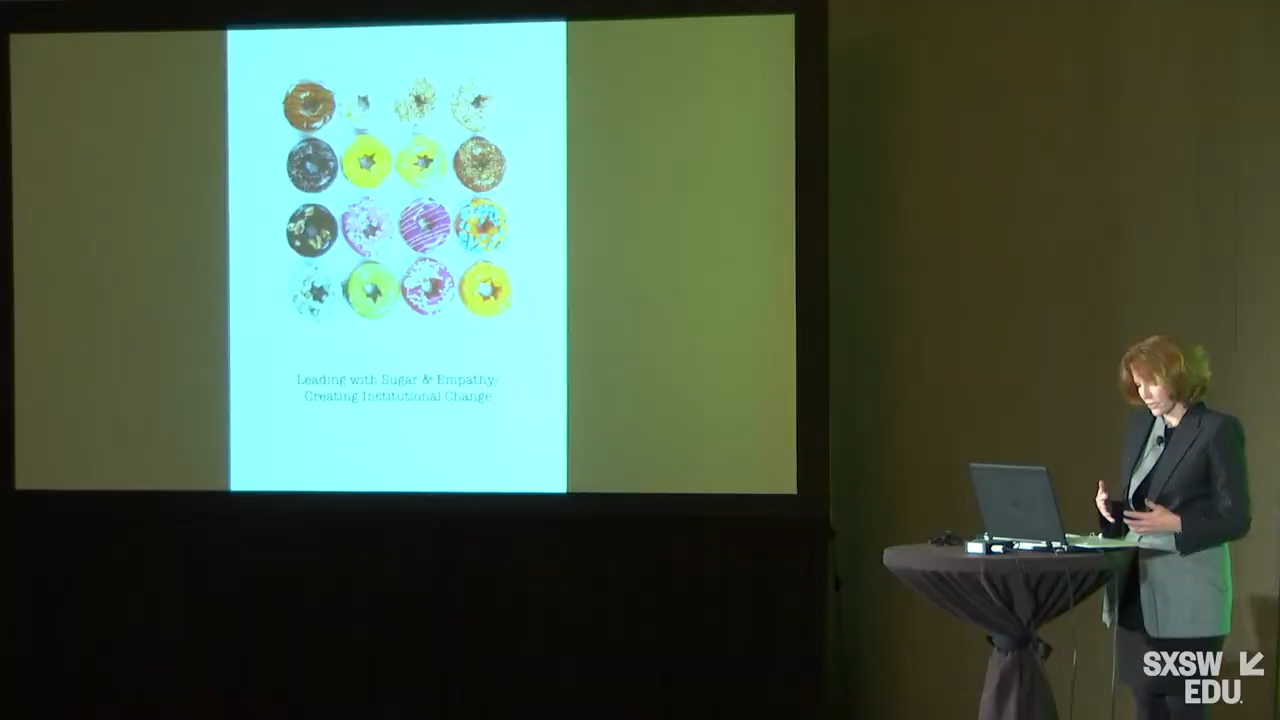 Leading with Sugar & Empathy/
Creating Institutional Change
SXSW
EDU